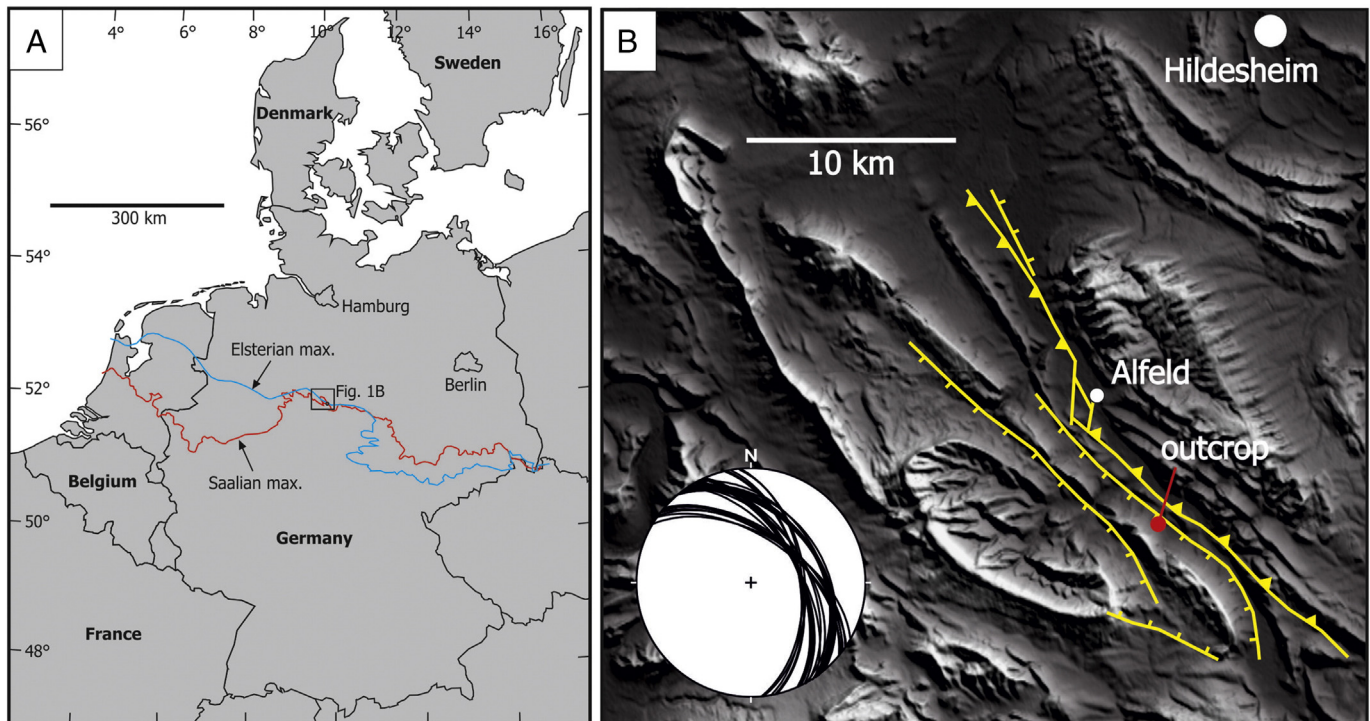 A
4°
6°
8°
10°
12°
14°
16°
Sweden
Denmark
56°
300 km
54°
Hamburg
Elsterian max.
Berlin
52°
Fig. 1B
Saalian max.
Belgium
50°
Germany
France
48°
B
Hildesheim
10 km
Alfeld
outcrop
N